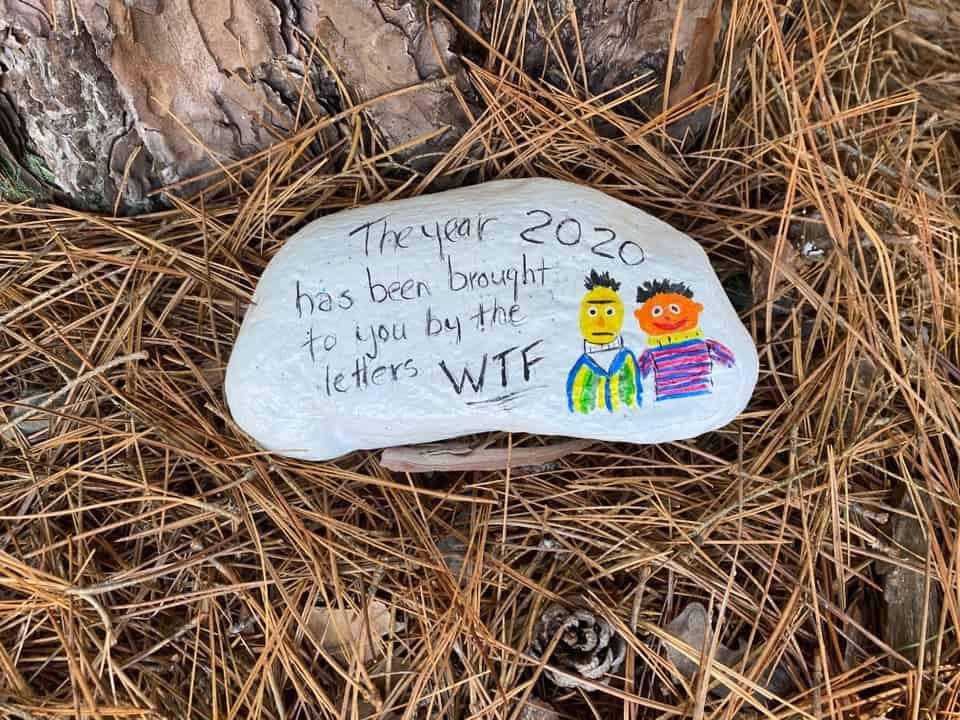 The year 2020
has been brought
to you by the
letters WTF